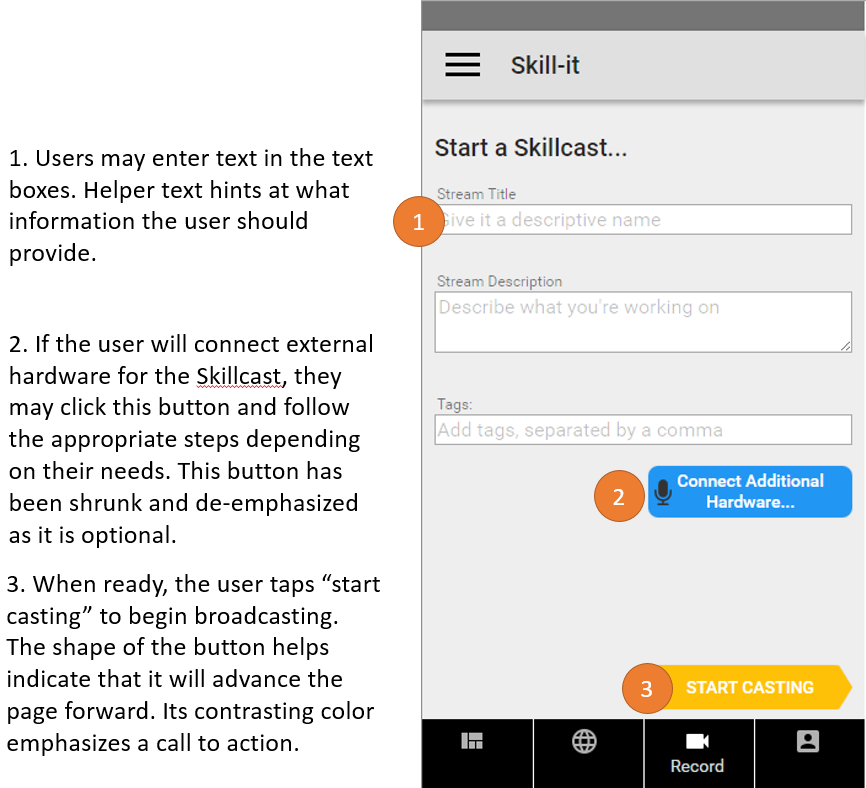 1. Users may enter text in the text
boxes. Helper text hints at what
information the user should
provide.
2. If the user will connect external
hardware for the Skillcast, they
may click this button and follow
the appropriate steps depending
on their needs. This button has
been shrunk and de-emphasized
as it is optional.
3. When ready, the user taps “start
casting” to begin broadcasting.
The shape of the button helps
indicate that it will advance the
page forward. Its contrasting color
emphasizes a call to action.
Skill-it
Start a Skillcast...
Stream Title
1
Give it a descriptive name
Stream Description
Describe what you're working on
Tags:
Add tags, separated by a comma
2
Connect Additional
Hardware...
3
START CASTING
Record